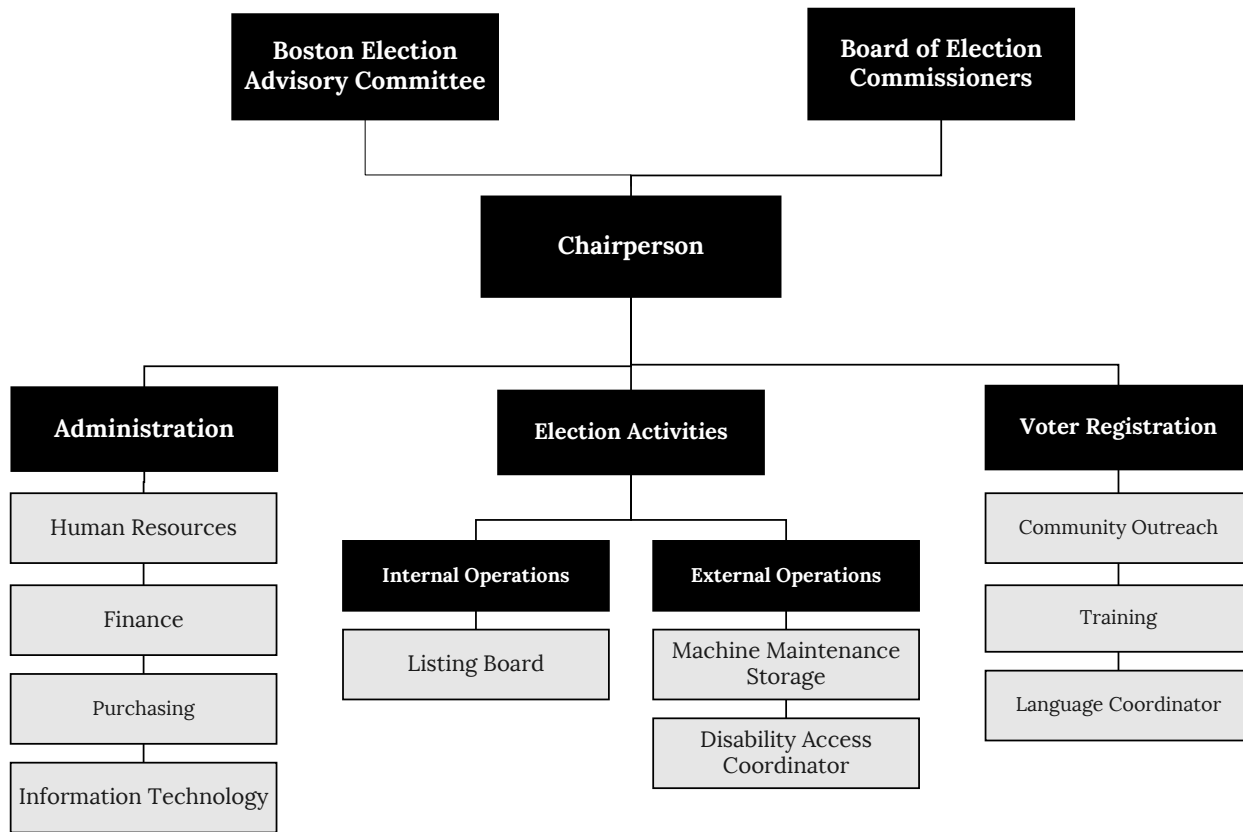 Boston Election
Advisory Committee
Board of Election
Commissioners
Chairperson
Administration
Election Activities
Voter Registration
Human Resources
Finance
Purchasing
Information Technology
Internal Operations
Listing Board
External Operations
Machine Maintenance
Storage
Disability Access
Coordinator
Community Outreach
Training
Language Coordinator